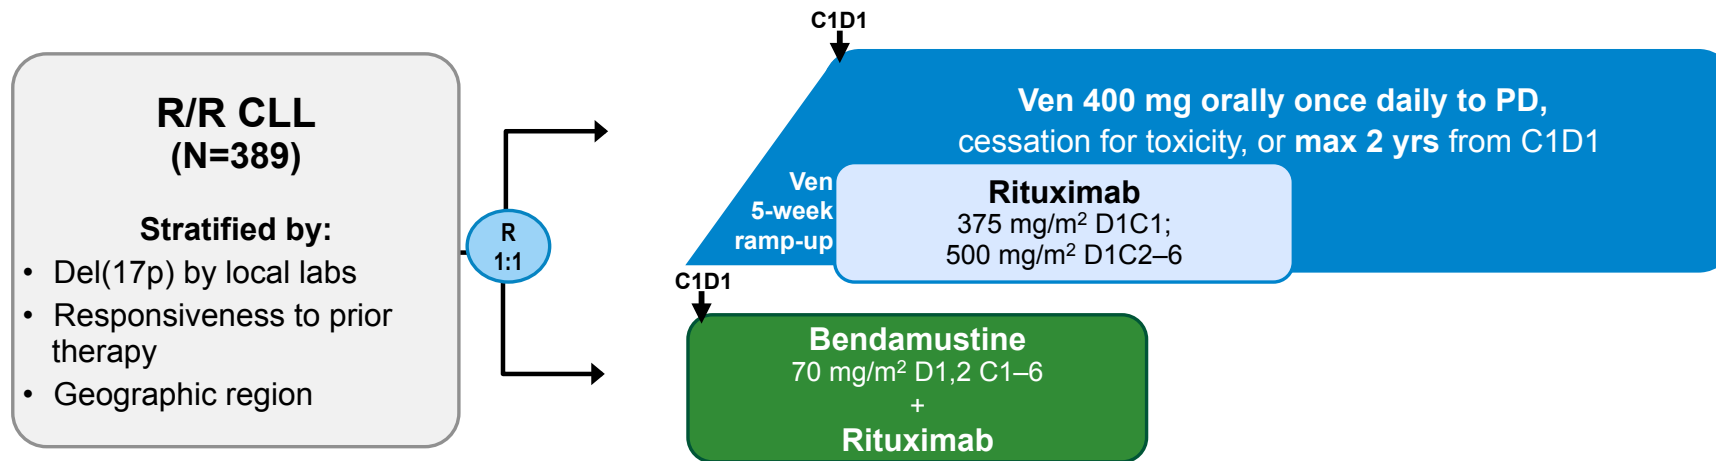 R/R CLL
(N=389)
Stratified by:
• Del(17p) by local labs
• Responsiveness to prior
therapy
• Geographic region
R
1:1
C1D1
Ven 400 mg orally once daily to PD,
cessation for toxicity, or max 2 yrs from C1D1
Ven
5-week
ramp-up
Rituximab
375 mg/m² D1C1;
500 mg/m² D1C2–6
C1D1
Bendamustine
70 mg/m² D1,2 C1–6
+
Rituximab